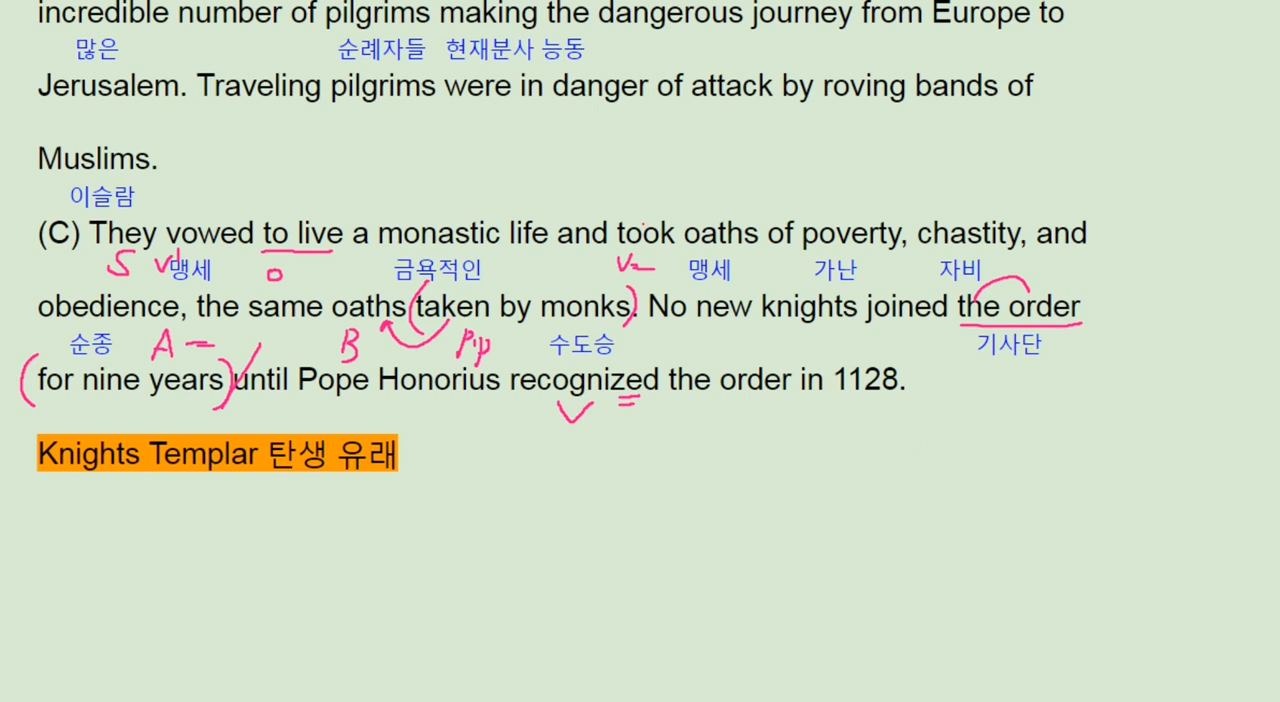 incredible number of pilgrims making the dangerous journey from Europe to
많은 순례자들 현재분사 능동
Jerusalem. Traveling pilgrims were in danger of attack by roving bands of
Muslims.
이슬람
(C) They vowed to live a monastic life and took oaths of poverty, chastity, and
S V1 맹세 o 금욕적인 V2 맹세 가난 자비
obedience, the same oaths (taken by monks). No new knights joined the order
순종 A = B p.p 수도승 기사단
(for nine years) / until Pope Honorius recognized the order in 1128.
V
Knights Templar 탄생 유래